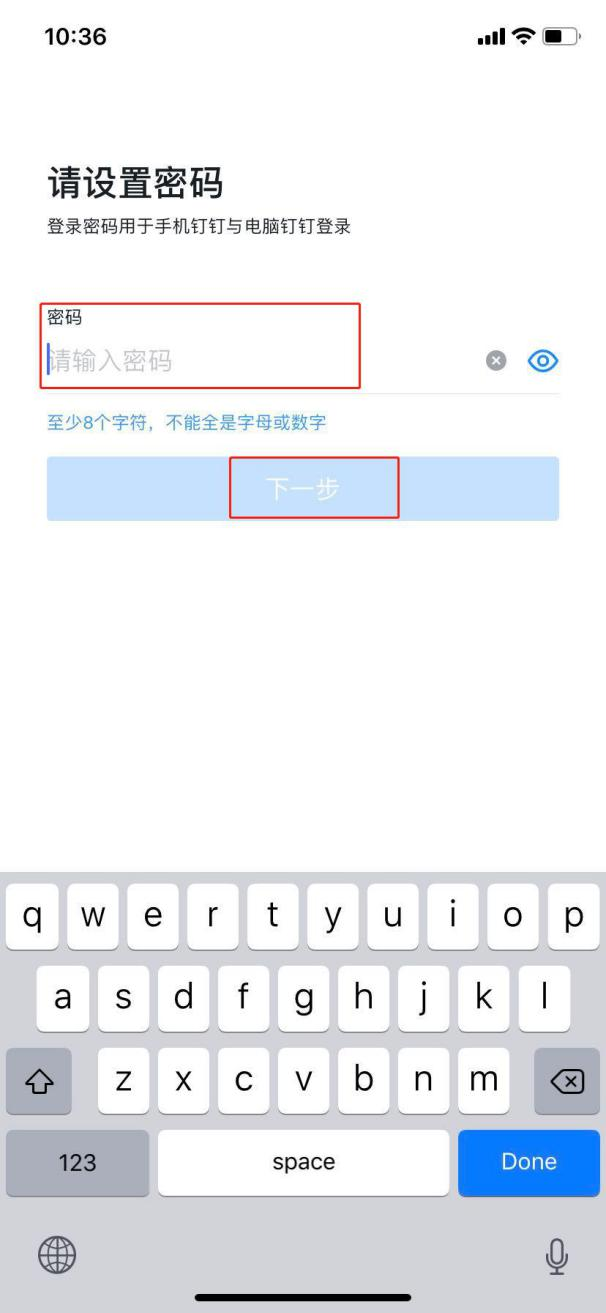 10:36
请设置密码
登录密码用于手机钉钉与电脑钉钉登录
密码
请输入密码
至少8个字符，不能全是字母或数字
下一步
q w e r t y u i o p
a s d f g h j k l
z x c v b n m
123 space Done